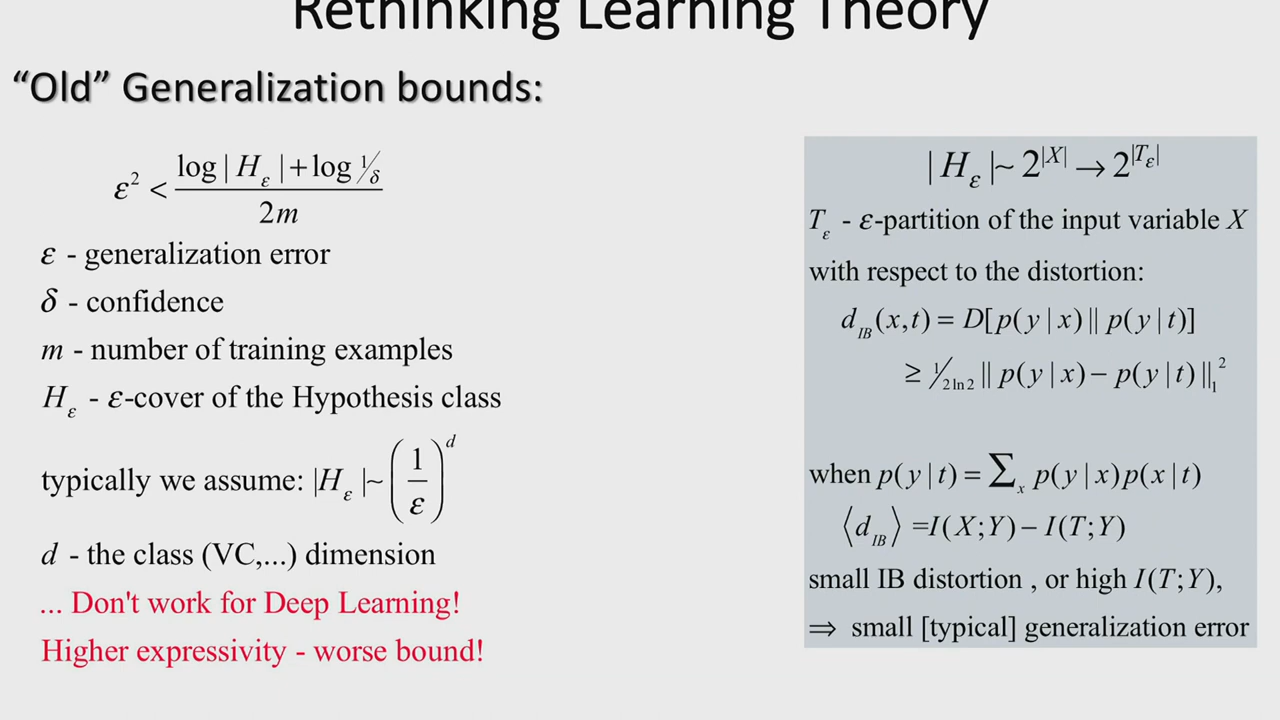 Rethinking Learning Theory
“Old” Generalization bounds:
ε² < (log | H_ε | + log 1/δ) / 2m
ε - generalization error
δ - confidence
m - number of training examples
H_ε - ε-cover of the Hypothesis class
typically we assume: |H_ε |~ (1/ε)^d
d - the class (VC,...) dimension
... Don't work for Deep Learning!
Higher expressivity - worse bound!
| H_ε |~ 2^|X| → 2^|T_ε|
T_ε - ε-partition of the input variable X
with respect to the distortion:
d_IB (x,t) = D[p(y | x) || p(y | t)]
≥ 1/2ln2 || p(y | x) − p(y | t) ||₁²
when p(y | t) = ∑_x p(y | x)p(x | t)
⟨d_IB⟩ =I(X;Y) − I(T;Y)
small IB distortion , or high I(T;Y),
⇒ small [typical] generalization error